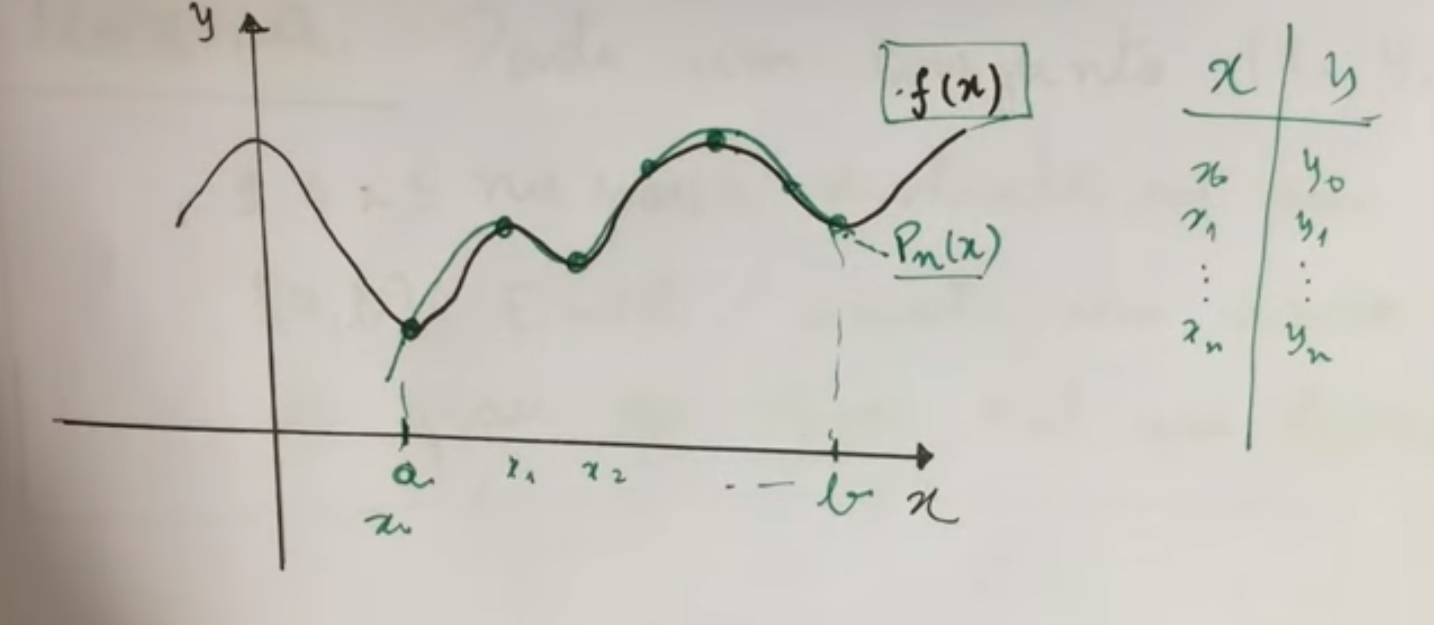 y
f(x)
x y
x₀ y₀
x₁ y₁
⋮ ⋮
xₙ yₙ
Pₙ(x)
a x₁ x₂ ... b x
x₀